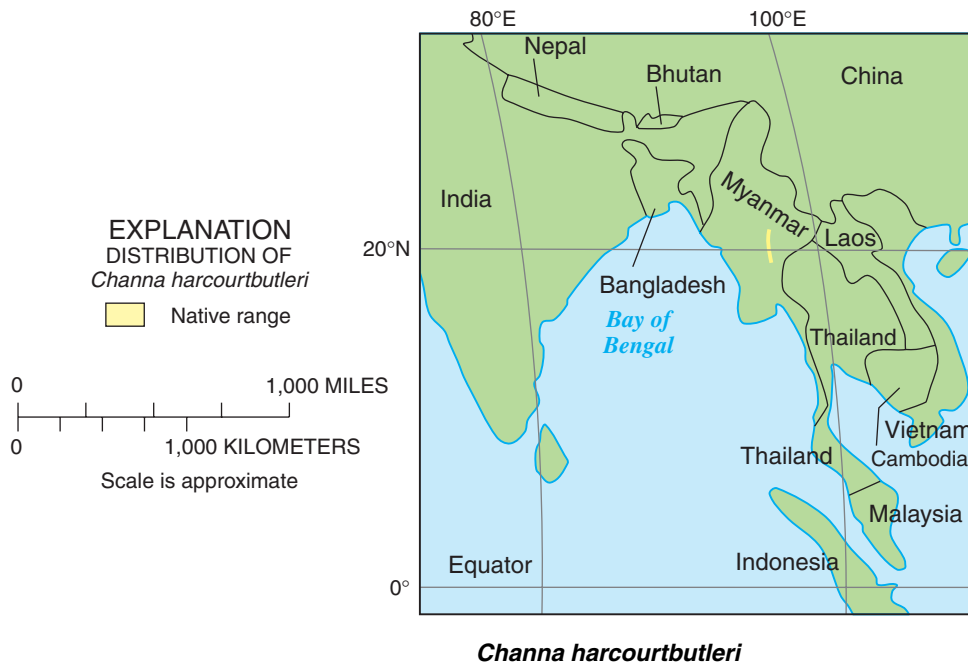 80°E
100°E
Nepal
Bhutan
China
India
Myanmar
Laos
EXPLANATION
DISTRIBUTION OF
Channa harcourtbutleri
Native range
20°N
Bangladesh
Bay of
Bengal
Thailand
0
1,000 MILES
0
1,000 KILOMETERS
Scale is approximate
Vietnam
Cambodia
Thailand
Malaysia
Indonesia
Equator
0°
Channa harcourtbutleri